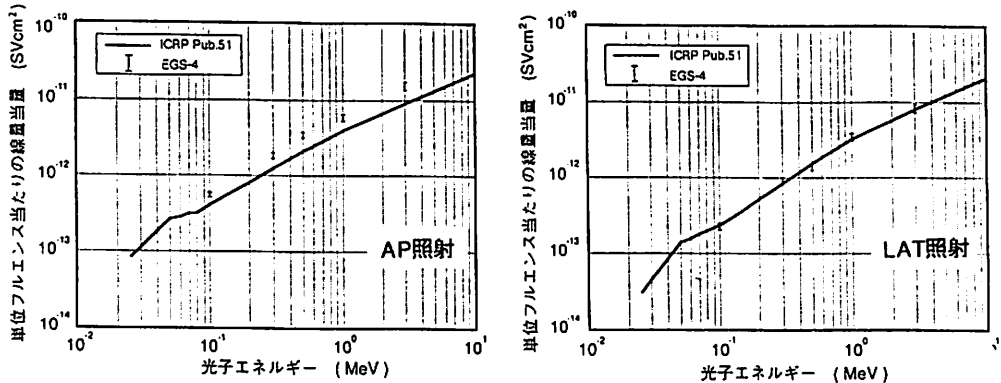 単位フルエンス当たりの線量当量 (SVcm²)
10⁻¹⁰
10⁻¹¹
10⁻¹²
10⁻¹³
10⁻¹⁴
ICRP Pub.51
EGS-4
AP照射
10⁻² 10⁻¹ 10⁰ 10¹
光子エネルギー (MeV)
単位フルエンス当たりの線量当量 (SVcm²)
10⁻¹⁰
10⁻¹¹
10⁻¹²
10⁻¹³
10⁻¹⁴
ICRP Pub.51
EGS-4
LAT照射
10⁻² 10⁻¹ 10⁰
光子エネルギー (MeV)